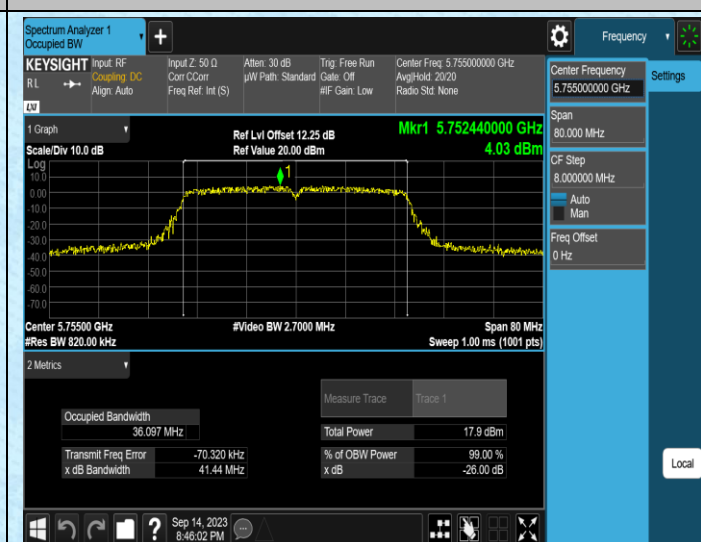 Spectrum Analyzer 1
Occupied BW
+
Frequency
KEYSIGHT
RL
LXI
Input: RF
Coupling: DC
Align: Auto
Input Z: 50 Ω
Corr CCorr
Freq Ref: Int (S)
Atten: 30 dB
µW Path: Standard
Trig: Free Run
Gate: Off
#IF Gain: Low
Center Freq: 5.755000000 GHz
Avg|Hold: 20/20
Radio Std: None
Center Frequency
5.755000000 GHz
Settings
Span
80.000 MHz
CF Step
8.000000 MHz
Auto
Man
Freq Offset
0 Hz
Local
1 Graph
Scale/Div 10.0 dB
Ref Lvl Offset 12.25 dB
Ref Value 20.00 dBm
Mkr1 5.752440000 GHz
4.03 dBm
Log
10.0
0.00
-10.0
-20.0
-30.0
-40.0
-50.0
-60.0
-70.0
1
Center 5.75500 GHz
#Res BW 820.00 kHz
#Video BW 2.7000 MHz
Span 80 MHz
Sweep 1.00 ms (1001 pts)
2 Metrics
Measure Trace
Trace 1
Occupied Bandwidth
36.097 MHz
Total Power
17.9 dBm
Transmit Freq Error
-70.320 kHz
% of OBW Power
99.00 %
x dB Bandwidth
41.44 MHz
x dB
-26.00 dB
?
Sep 14, 2023
8:46:02 PM